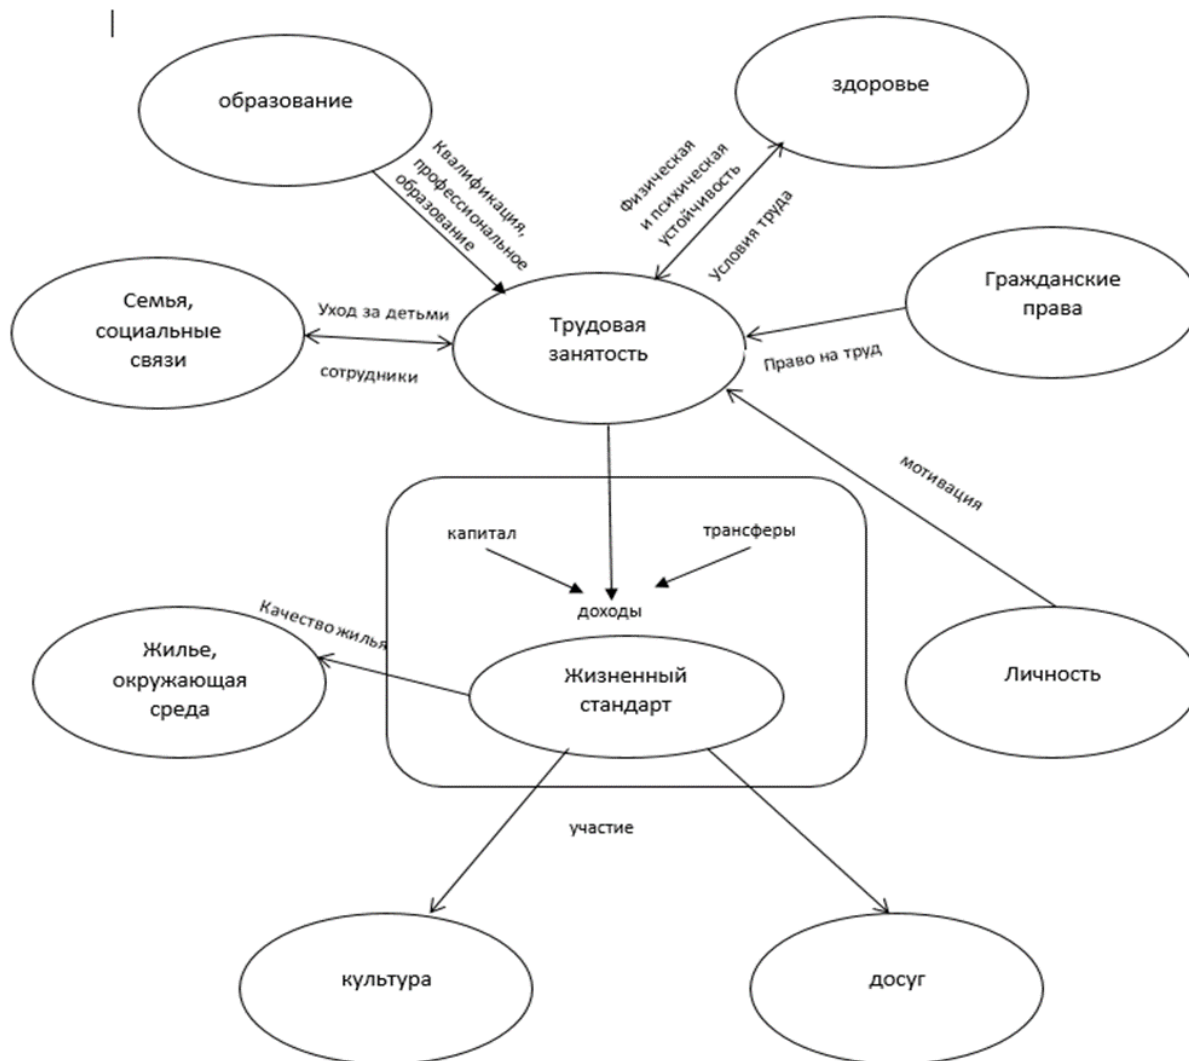 образование
здоровье
Квалификация,
профессиональное
образование
Физическая
и психическая
устойчивость
Условия труда
Семья,
социальные
связи
Уход за детьми
сотрудники
Трудовая
занятость
Гражданские
права
Право на труд
мотивация
капитал
трансферы
доходы
Качество жилья
Жилье,
окружающая
среда
Жизненный
стандарт
Личность
участие
культура
досуг